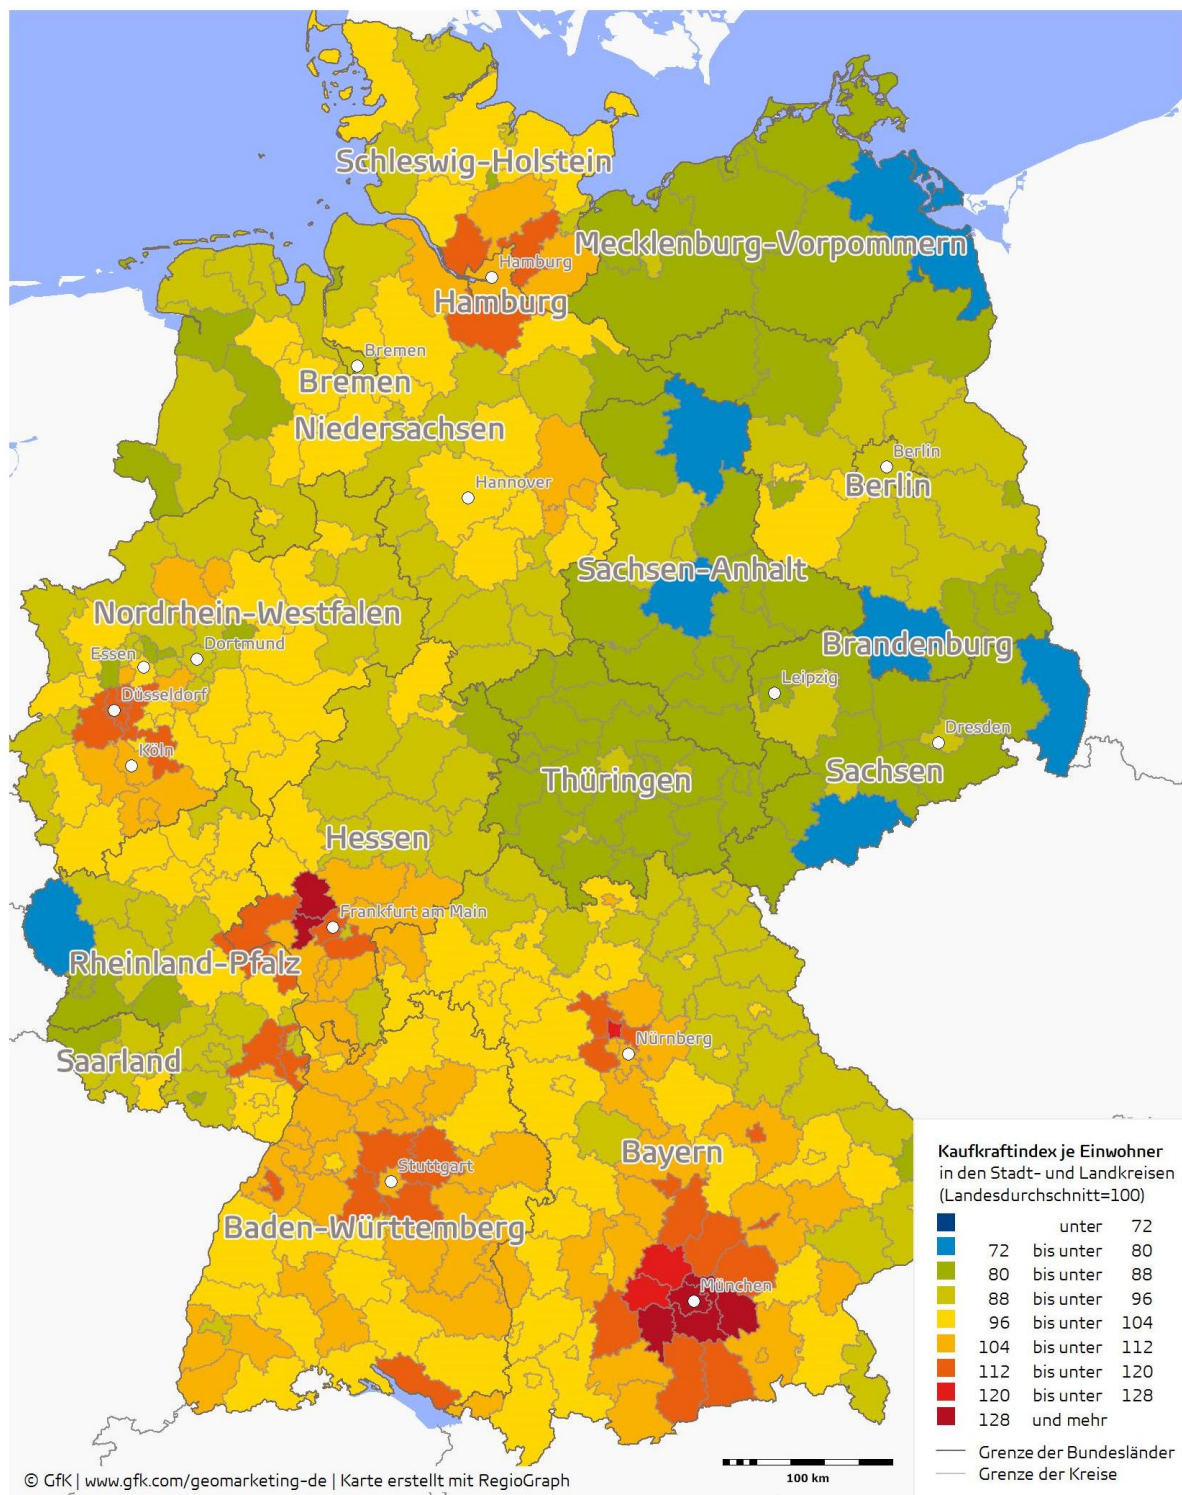 Schleswig-Holstein
Mecklenburg-Vorpommern
Hamburg
Hamburg
Bremen
Bremen
Niedersachsen
Berlin
Berlin
Hannover
Sachsen-Anhalt
Nordrhein-Westfalen
Dortmund
Essen
Brandenburg
Leipzig
Düsseldorf
Dresden
Köln
Thüringen
Sachsen
Hessen
Frankfurt am Main
Rheinland-Pfalz
Nürnberg
Saarland
Bayern
Stuttgart
Baden-Württemberg
München
Kaufkraftindex je Einwohner
in den Stadt- und Landkreisen
(Landesdurchschnitt=100)
unter 72
72 bis unter 80
80 bis unter 88
88 bis unter 96
96 bis unter 104
104 bis unter 112
112 bis unter 120
120 bis unter 128
128 und mehr
Grenze der Bundesländer
Grenze der Kreise
100 km
© GfK | www.gfk.com/geomarketing-de | Karte erstellt mit RegioGraph